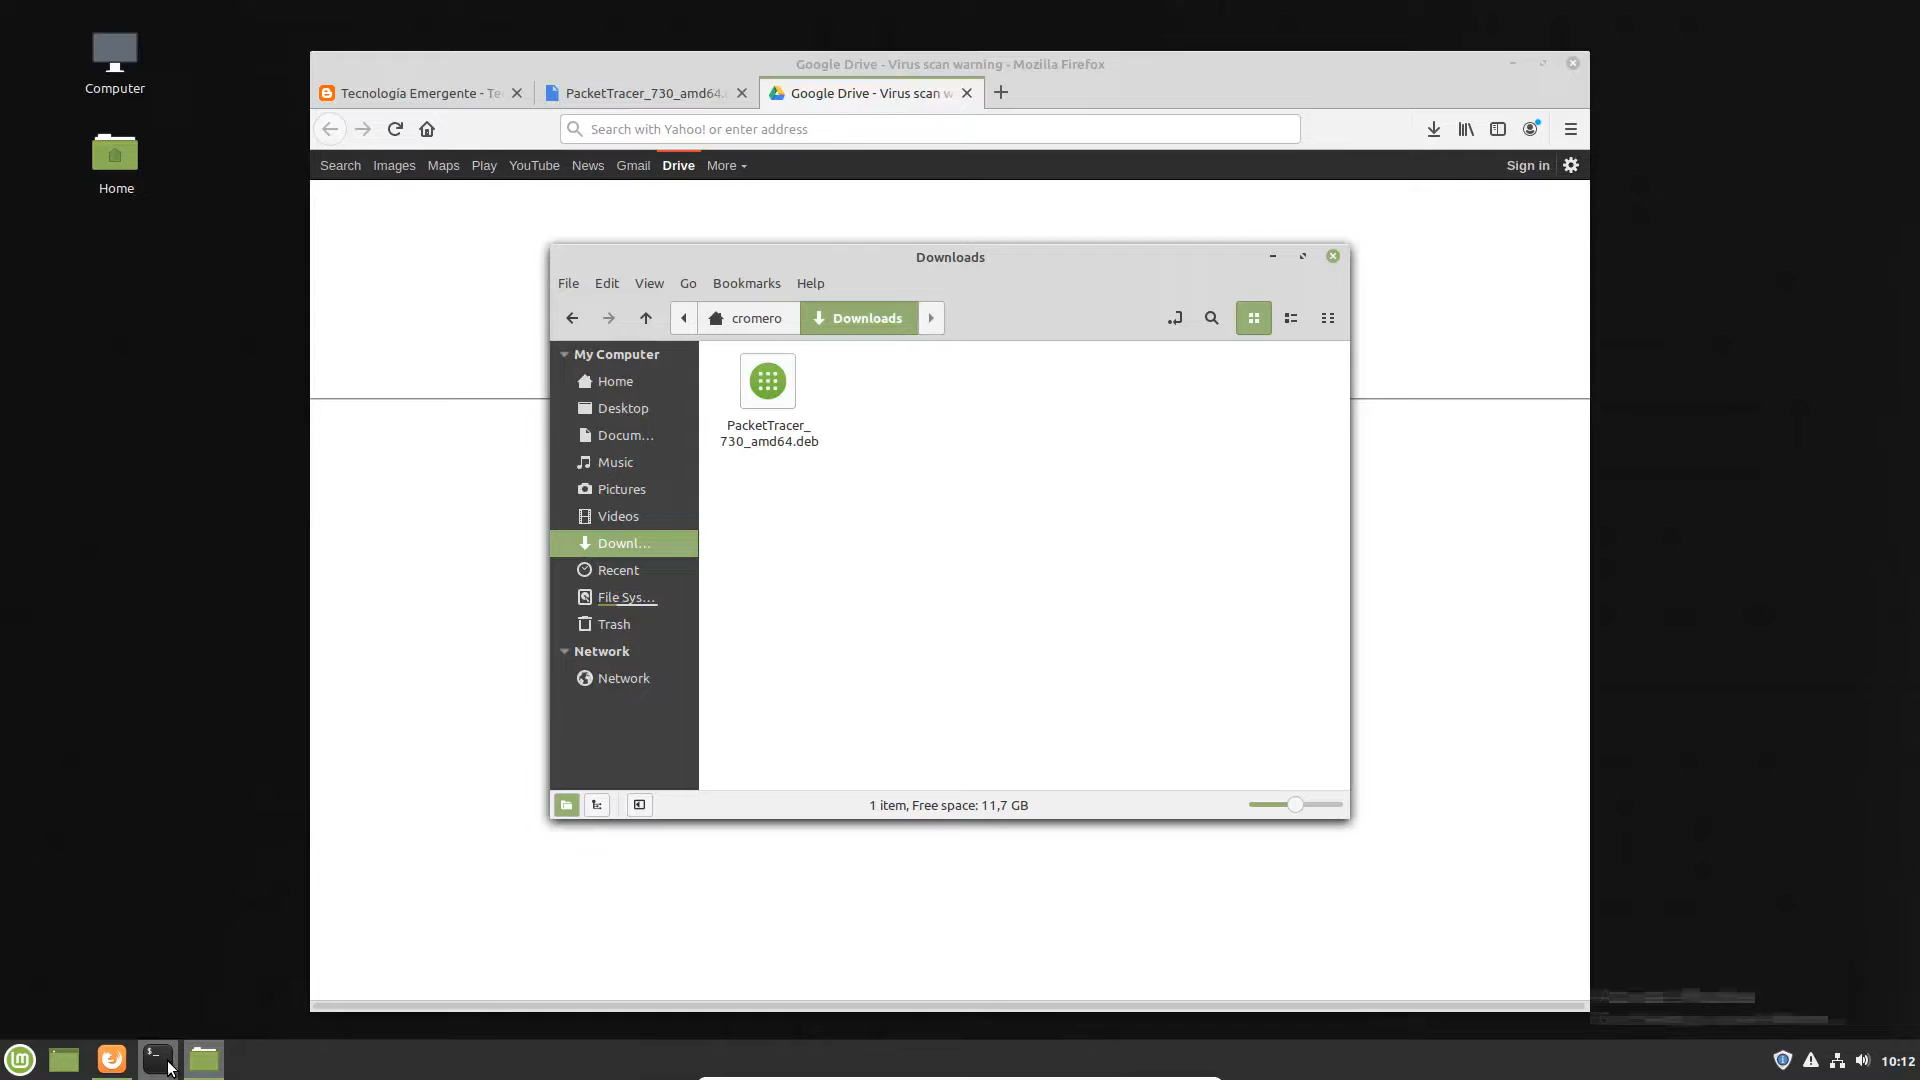 Computer
Home
Google Drive - Virus scan warning - Mozilla Firefox
Tecnología Emergente - Te
PacketTracer_730_amd64.
Google Drive - Virus scan w
Search with Yahoo! or enter address
Search Images Maps Play YouTube News Gmail Drive More
Sign in
Downloads
File Edit View Go Bookmarks Help
cromero
Downloads
My Computer
Home
Desktop
Docum...
Music
Pictures
Videos
Downl...
Recent
File Sys...
Trash
Network
Network
PacketTracer_
730_amd64.deb
1 item, Free space: 11,7 GB
$_
10:12